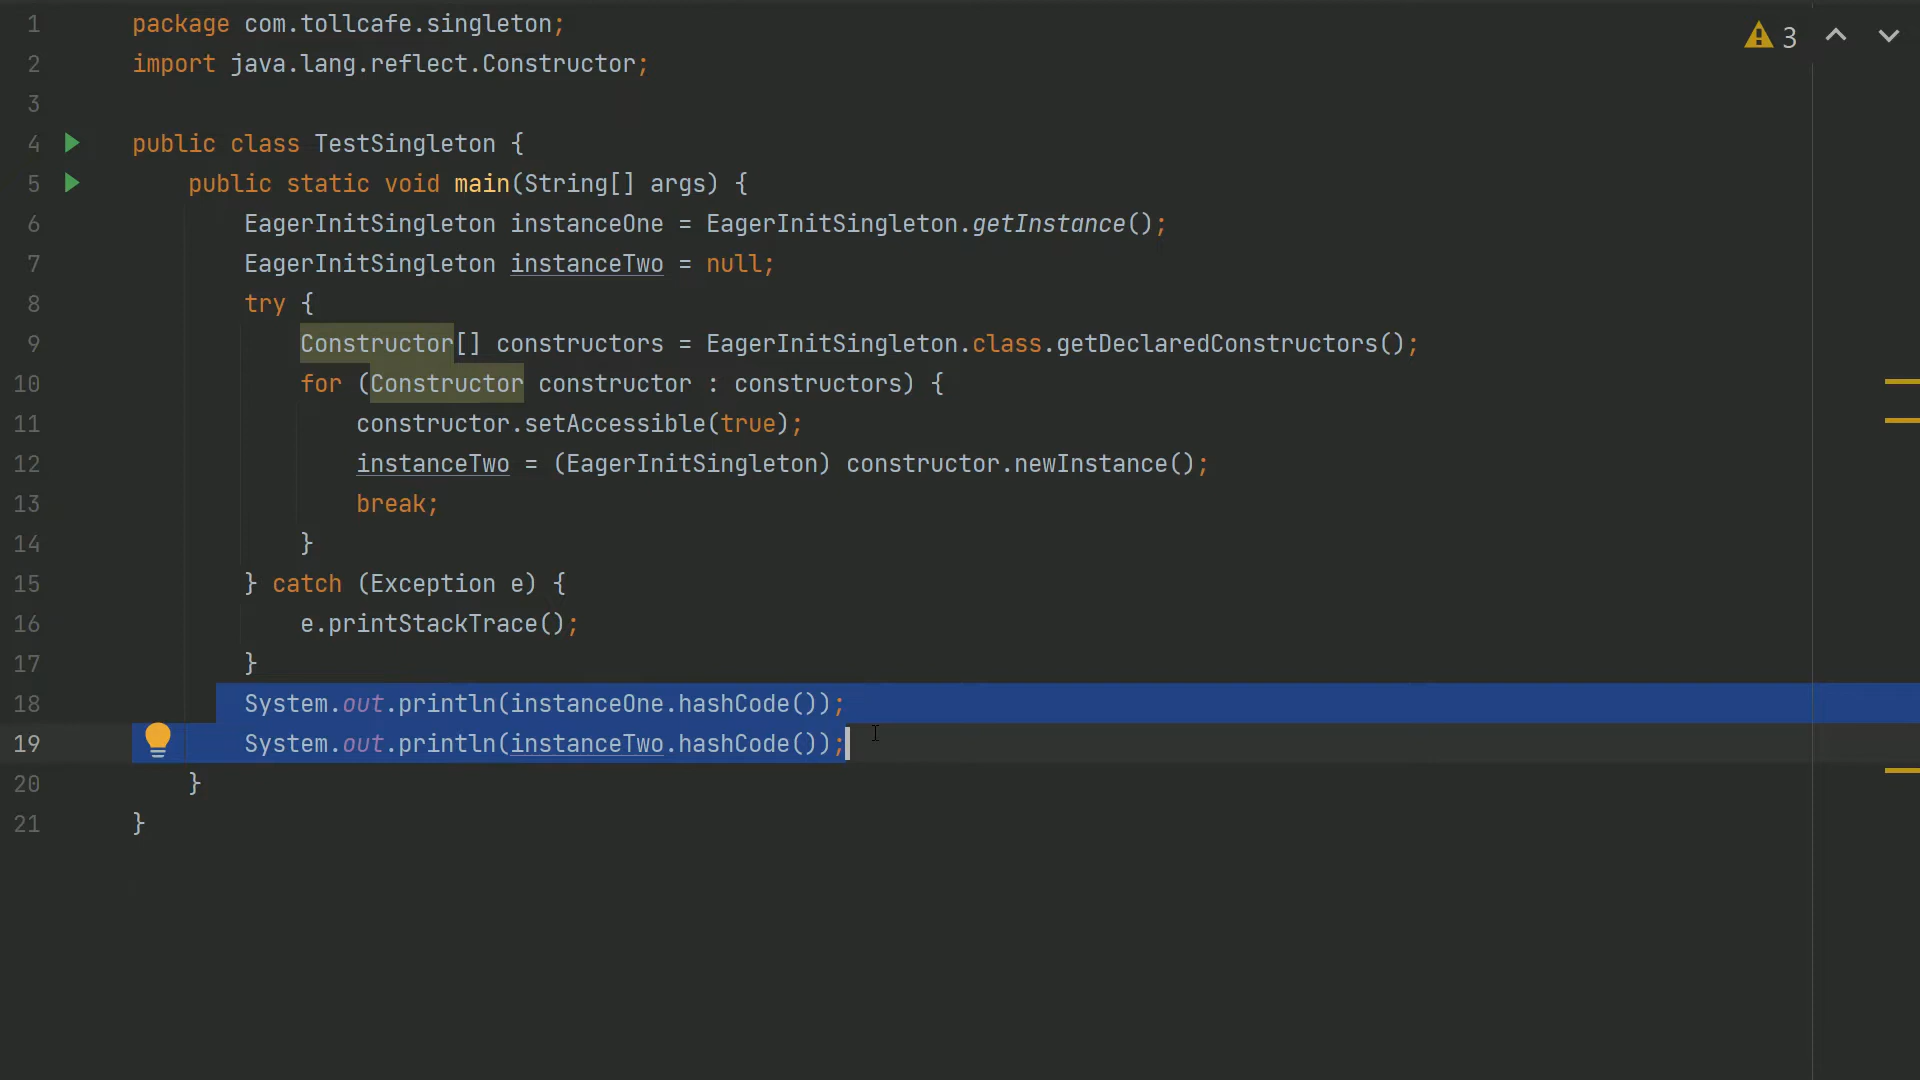 1 package com.tollcafe.singleton;
2 import java.lang.reflect.Constructor;
3
4 public class TestSingleton {
5 public static void main(String[] args) {
6 EagerInitSingleton instanceOne = EagerInitSingleton.getInstance();
7 EagerInitSingleton instanceTwo = null;
8 try {
9 Constructor[] constructors = EagerInitSingleton.class.getDeclaredConstructors();
10 for (Constructor constructor : constructors) {
11 constructor.setAccessible(true);
12 instanceTwo = (EagerInitSingleton) constructor.newInstance();
13 break;
14 }
15 } catch (Exception e) {
16 e.printStackTrace();
17 }
18 System.out.println(instanceOne.hashCode());
19 System.out.println(instanceTwo.hashCode());
20 }
21 }
3